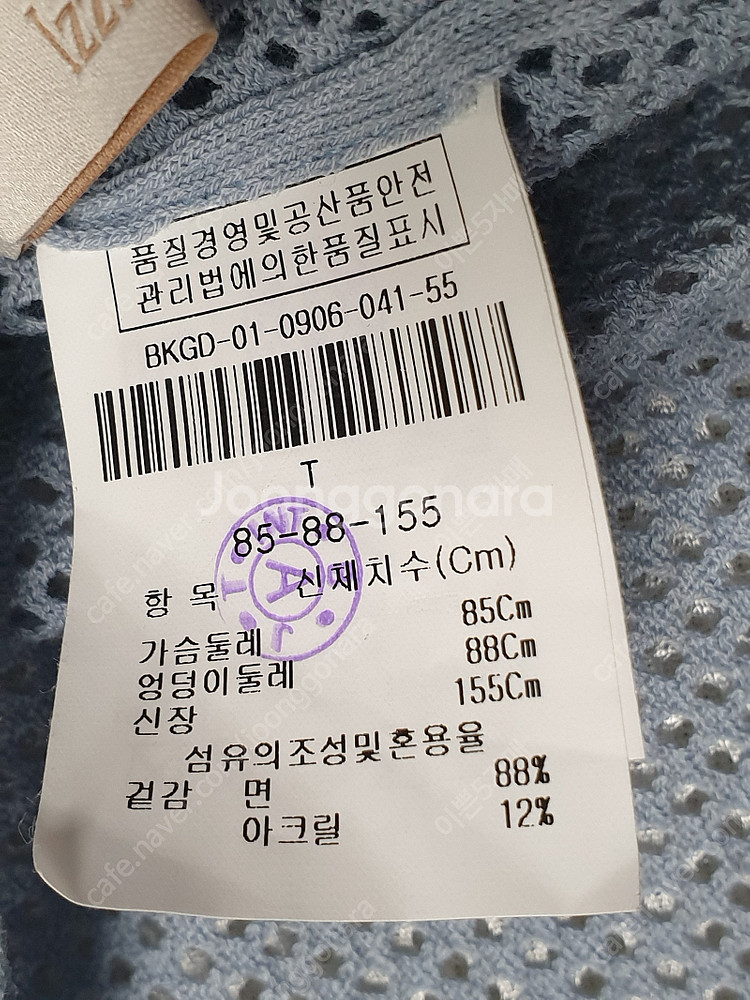 Izz
품질경영및공산품안전
관리법에의한품질표시
BKGD-01-0906-041-55
T
Joonggonara
85-88-155
항 목 신체치수(Cm)
가슴둘레 85Cm
엉덩이둘레 88Cm
신장 155Cm
섬유의조성및혼용율
겉감 면 88%
아크릴 12%